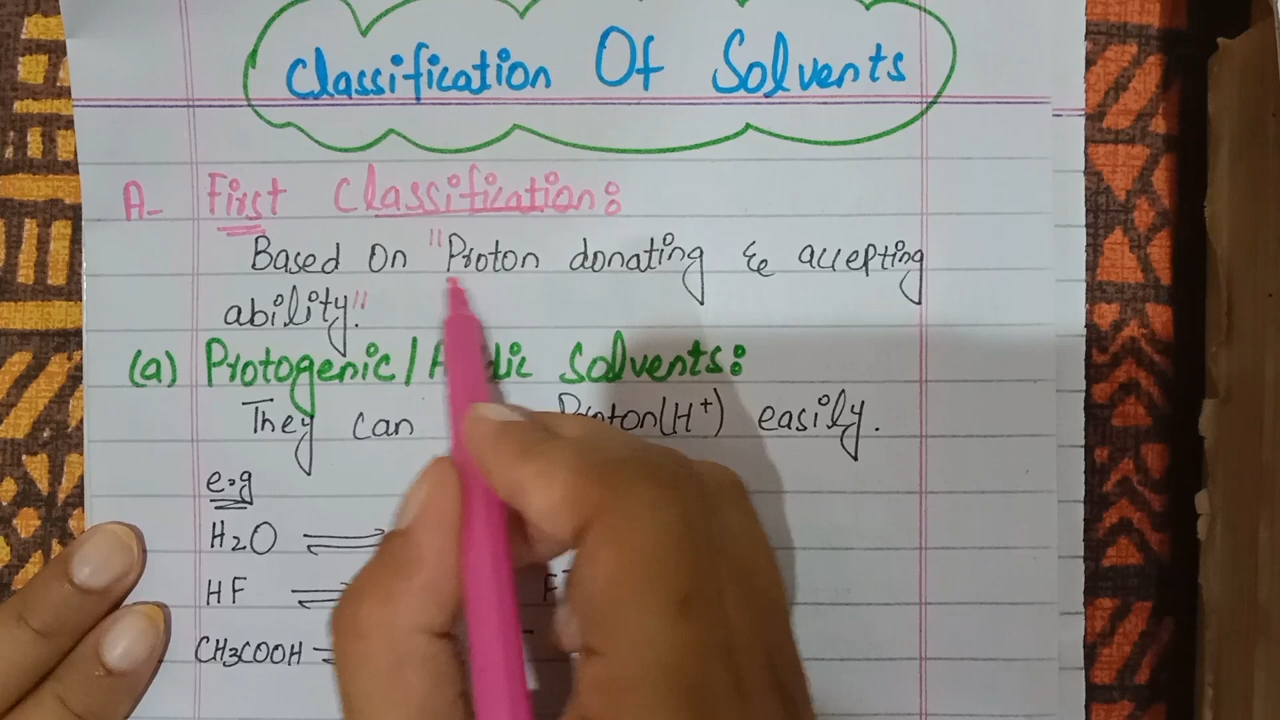 Classification Of Solvents
A- First Classification:
Based On "Proton donating & accepting
ability"
(a) Protogenic/ Solvents:
They can Proton(H+) easily.
e.g
H2O ⇌
HF ⇌ F-
CH3COOH ⇌